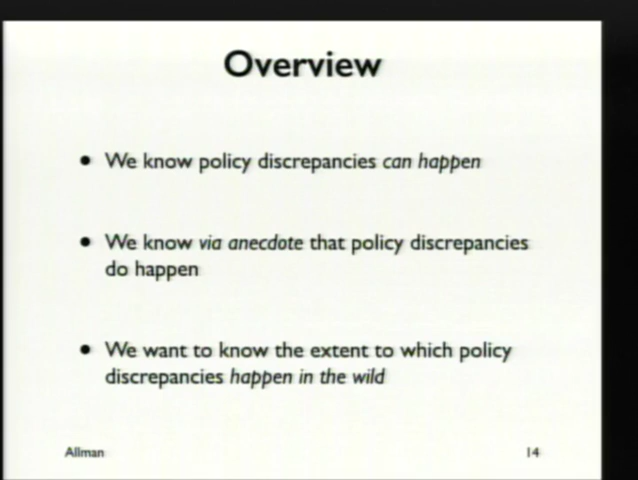 Overview
• We know policy discrepancies can happen
• We know via anecdote that policy discrepancies
do happen
• We want to know the extent to which policy
discrepancies happen in the wild
Allman
14